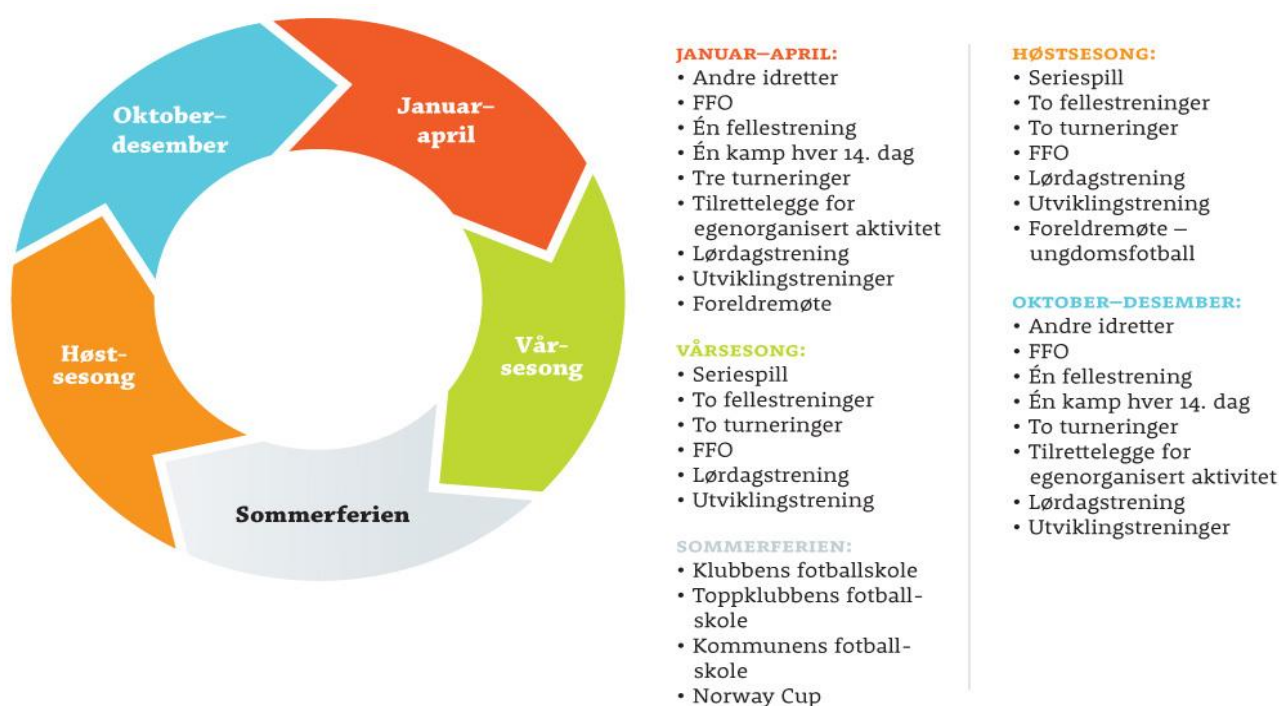 Oktober–
desember
Januar–
april
Vår-
sesong
Sommerferien
Høst-
sesong
JANUAR–APRIL:
• Andre idretter
• FFO
• Én fellestrening
• Én kamp hver 14. dag
• Tre turneringer
• Tilrettelegge for
egenorganisert aktivitet
• Lørdagstrening
• Utviklingstreninger
• Foreldremøte
VÅRSESONG:
• Seriespill
• To fellestreninger
• To turneringer
• FFO
• Lørdagstrening
• Utviklingstrening
SOMMERFERIEN:
• Klubbens fotballskole
• Toppklubbens fotball-
skole
• Kommunens fotball-
skole
• Norway Cup
HØSTSESONG:
• Seriespill
• To fellestreninger
• To turneringer
• FFO
• Lørdagstrening
• Utviklingstrening
• Foreldremøte –
ungdomsfotball
OKTOBER–DESEMBER:
• Andre idretter
• FFO
• Én fellestrening
• Én kamp hver 14. dag
• To turneringer
• Tilrettelegge for
egenorganisert aktivitet
• Lørdagstrening
• Utviklingstreninger